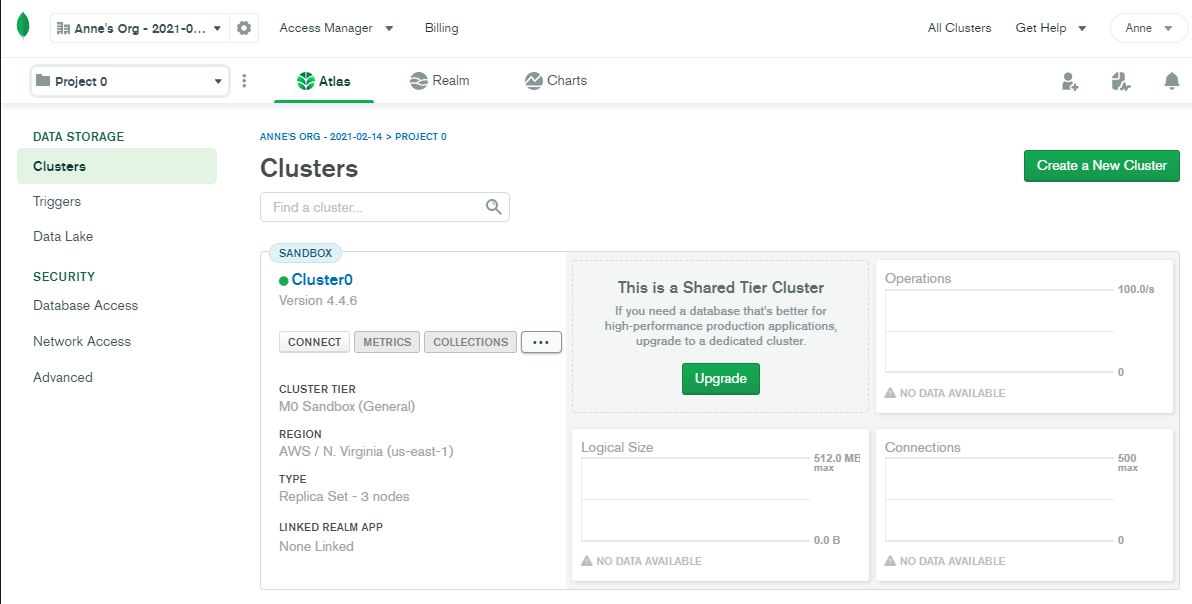 Anne's Org - 2021-0...
Access Manager
Billing
All Clusters
Get Help
Anne
Project 0
Atlas
Realm
Charts
DATA STORAGE
Clusters
Triggers
Data Lake
SECURITY
Database Access
Network Access
Advanced
ANNE'S ORG - 2021-02-14 > PROJECT 0
Clusters
Create a New Cluster
Find a cluster...
SANDBOX
Cluster0
Version 4.4.6
CONNECT
METRICS
COLLECTIONS
...
CLUSTER TIER
M0 Sandbox (General)
REGION
AWS / N. Virginia (us-east-1)
TYPE
Replica Set - 3 nodes
LINKED REALM APP
None Linked
This is a Shared Tier Cluster
If you need a database that's better for
high-performance production applications,
upgrade to a dedicated cluster.
Upgrade
Operations
100.0/s
0
NO DATA AVAILABLE
Logical Size
512.0 MB
max
0.0 B
NO DATA AVAILABLE
Connections
500
max
0
NO DATA AVAILABLE